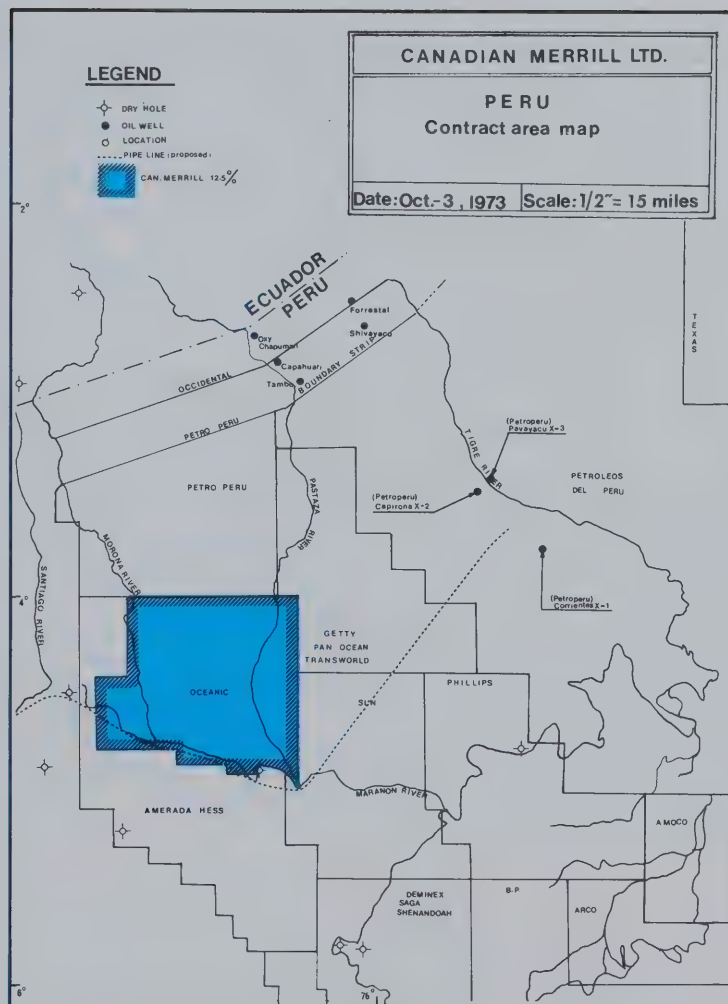 CANADIAN MERRILL LTD.
PERU
Contract area map
Date: Oct.-3, 1973
Scale: 1/2"= 15 miles
LEGEND
DRY HOLE
OIL WELL
LOCATION
PIPE LINE (proposed)
CAN. MERRILL 12.5%
2°
ECUADOR
PERU
Forrestal
Oxy
Chapumari
Shiviyacu
Capahuari
Tambo
OCCIDENTAL
BOUNDARY STRIP
PETRO PERU
TEXAS
PETRO PERU
PASTAZA
RIVER
TIGRE RIVER
(Petroperu)
Pavayacu X-3
PETROLEOS
DEL PERU
(Petroperu)
Capirona X-2
(Petroperu)
Corrientes X-1
MORONA RIVER
SANTIAGO RIVER
4°
GETTY
PAN OCEAN
TRANSWORLD
OCEANIC
SUN
PHILLIPS
MARANON RIVER
AMERADA HESS
AMOCO
DEMINEX
SAGA
SHENANDOAH
B.P
ARCO
6°
76°